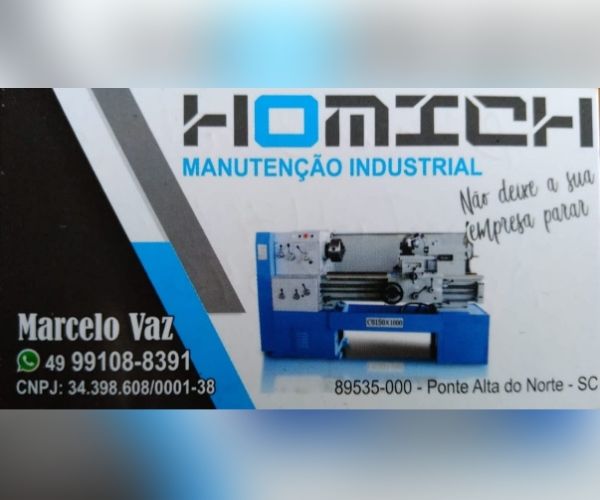 HOMICH
MANUTENÇÃO INDUSTRIAL
Não deixe a sua
empresa parar
C6150X1000
Marcelo Vaz
49 99108-8391
CNPJ: 34.398.608/0001-38
89535-000 - Ponte Alta do Norte - SC